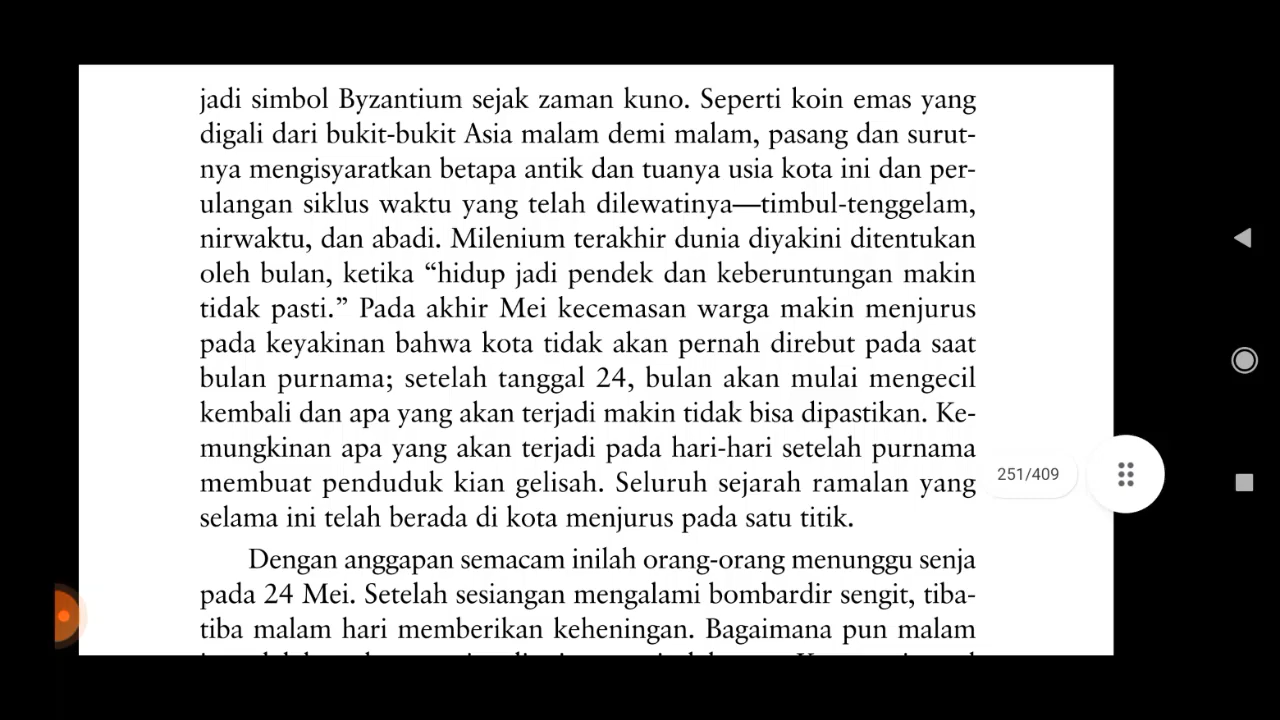 jadi simbol Byzantium sejak zaman kuno. Seperti koin emas yang
digali dari bukit-bukit Asia malam demi malam, pasang dan surut-
nya mengisyaratkan betapa antik dan tuanya usia kota ini dan per-
ulangan siklus waktu yang telah dilewatinya—timbul-tenggelam,
nirwaktu, dan abadi. Milenium terakhir dunia diyakini ditentukan
oleh bulan, ketika “hidup jadi pendek dan keberuntungan makin
tidak pasti.” Pada akhir Mei kecemasan warga makin menjurus
pada keyakinan bahwa kota tidak akan pernah direbut pada saat
bulan purnama; setelah tanggal 24, bulan akan mulai mengecil
kembali dan apa yang akan terjadi makin tidak bisa dipastikan. Ke-
mungkinan apa yang akan terjadi pada hari-hari setelah purnama
membuat penduduk kian gelisah. Seluruh sejarah ramalan yang
251/409
selama ini telah berada di kota menjurus pada satu titik.
Dengan anggapan semacam inilah orang-orang menunggu senja
pada 24 Mei. Setelah sesiangan mengalami bombardir sengit, tiba-
tiba malam hari memberikan keheningan. Bagaimana pun malam